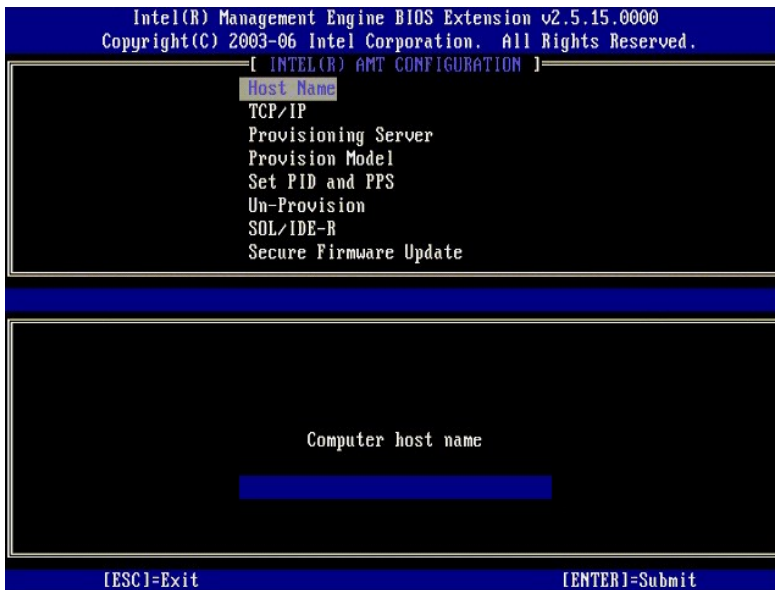 Intel(R) Management Engine BIOS Extension v2.5.15.0000
Copyright(C) 2003-06 Intel Corporation. All Rights Reserved.
[ INTEL(R) AMT CONFIGURATION ]
Host Name
TCP/IP
Provisioning Server
Provision Model
Set PID and PPS
Un-Provision
SOL/IDE-R
Secure Firmware Update
Computer host name
[ESC]=Exit [ENTER]=Submit